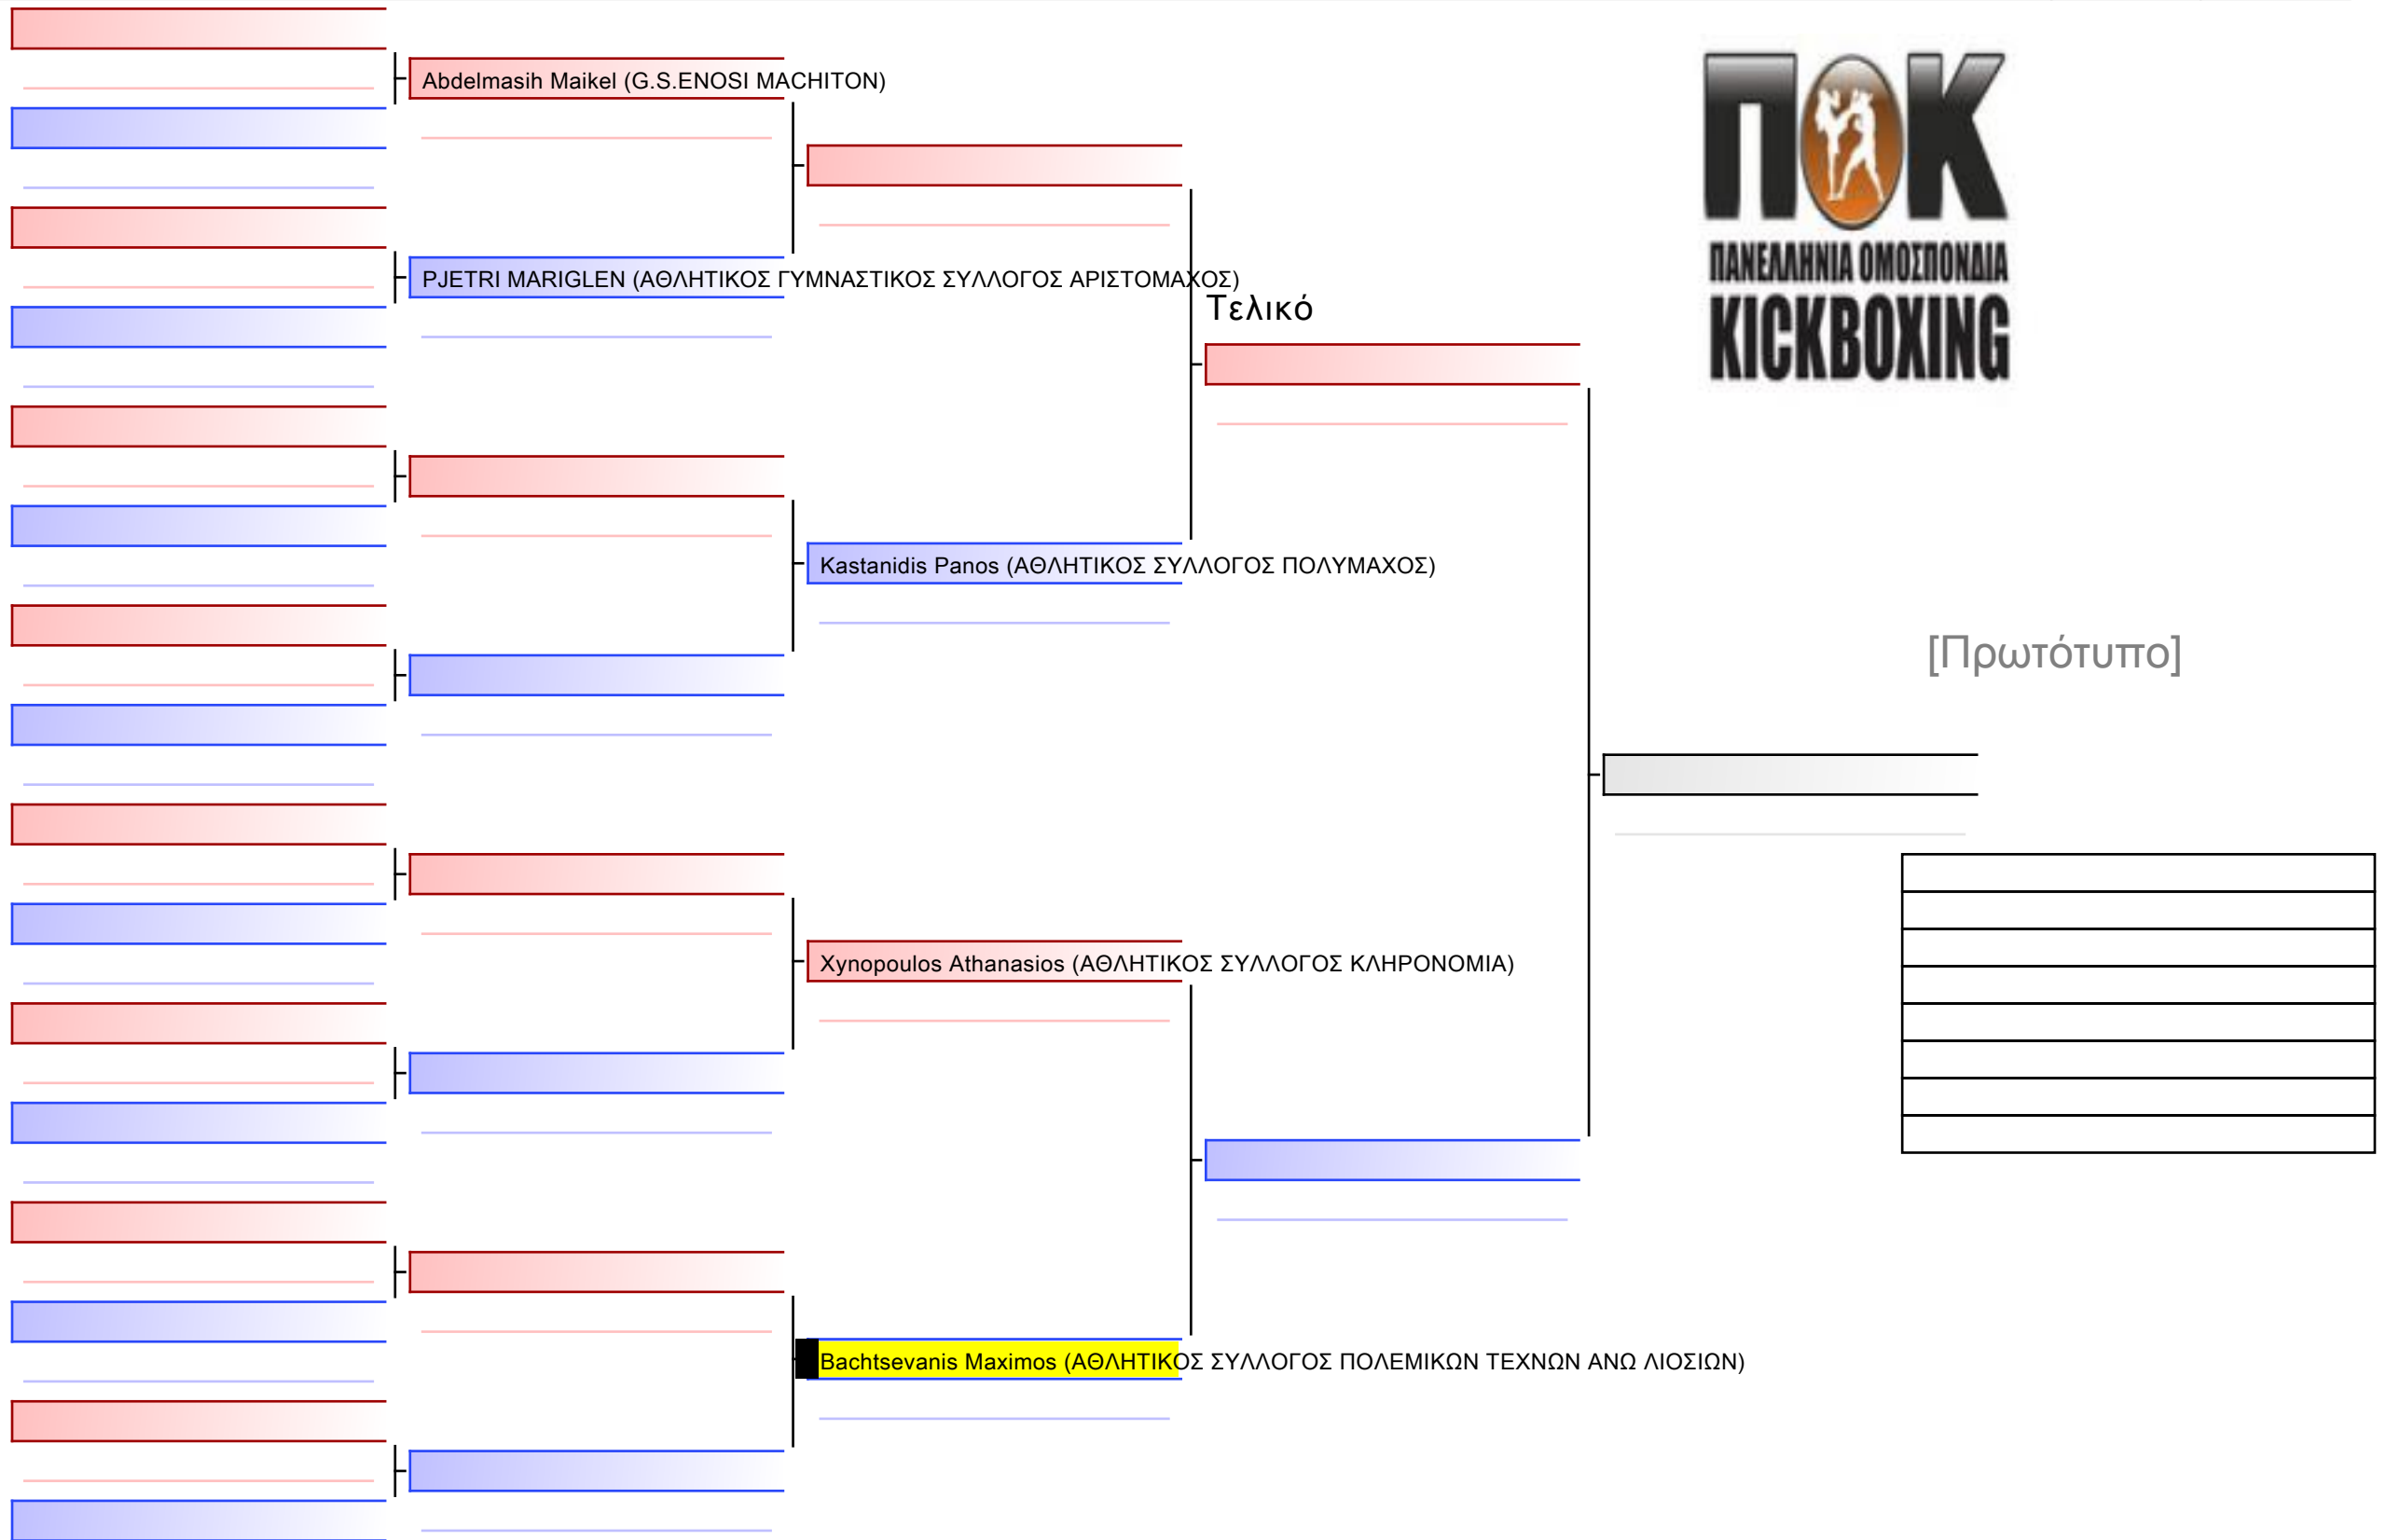 Abdelmasih Maikel (G.S.ENOSI MACHITON)
PJETRI MARIGLEN (ΑΘΛΗΤΙΚΟΣ ΓΥΜΝΑΣΤΙΚΟΣ ΣΥΛΛΟΓΟΣ ΑΡΙΣΤΟΜΑΧΟΣ)
Τελικό
Kastanidis Panos (ΑΘΛΗΤΙΚΟΣ ΣΥΛΛΟΓΟΣ ΠΟΛΥΜΑΧΟΣ)
Xynopoulos Athanasios (ΑΘΛΗΤΙΚΟΣ ΣΥΛΛΟΓΟΣ ΚΛΗΡΟΝΟΜΙΑ)
Bachtsevanis Maximos (ΑΘΛΗΤΙΚΟΣ ΣΥΛΛΟΓΟΣ ΠΟΛΕΜΙΚΩΝ ΤΕΧΝΩΝ ΑΝΩ ΛΙΟΣΙΩΝ)
ΠΟΚ
ΠΑΝΕΛΛΗΝΙΑ ΟΜΟΣΠΟΝΔΙΑ
KICKBOXING
[Πρωτότυπο]